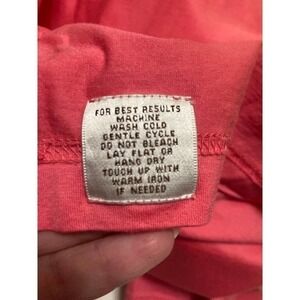 FOR BEST RESULTS
MACHINE
WASH COLD
GENTLE CYCLE
DO NOT BLEACH
LAY FLAT OR
HANG DRY
TOUCH UP WITH
WARM IRON
IF NEEDED